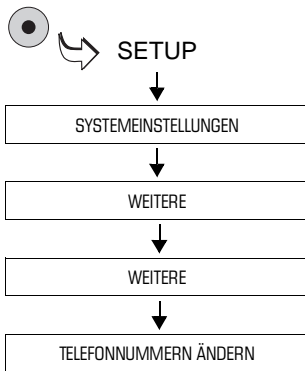 SETUP
SYSTEMEINSTELLUNGEN
WEITERE
WEITERE
TELEFONNUMMERN ÄNDERN